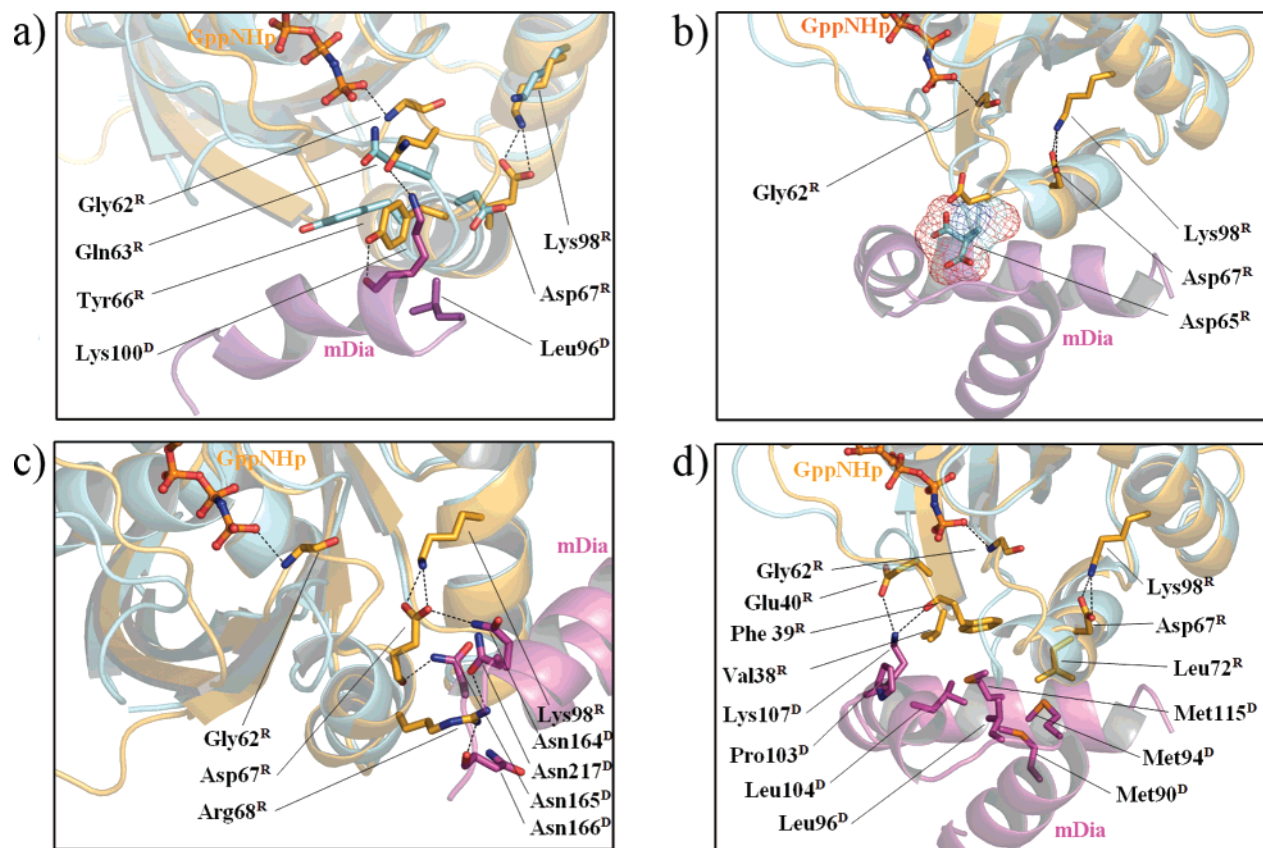 a)
GppNHp
Gly62R
Gln63R
Tyr66R
Lys100D
mDia
Leu96D
Asp67R
Lys98R
b)
GppNHp
Gly62R
Lys98R
Asp67R
Asp65R
mDia
c)
GppNHp
mDia
Gly62R
Asp67R
Arg68R
Lys98R
Asn164D
Asn217D
Asn165D
Asn166D
d)
GppNHp
Gly62R
Glu40R
Phe 39R
Val38R
Lys107D
Pro103D
Leu104D
Leu96D
Lys98R
Asp67R
Leu72R
Met115D
Met94D
Met90D
mDia